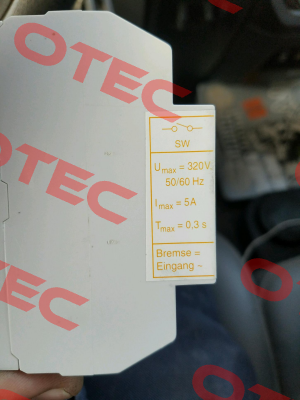 OTEC
OTEC
OTEC
OTEC
OTEC
SW
Umax = 320V
50/60 Hz
Imax = 5A
Tmax = 0.3 s
Bremse =
Eingang ~